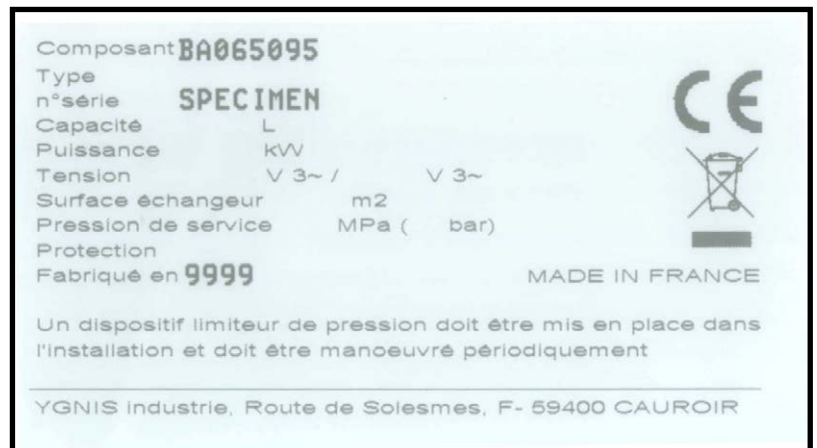 Composant BA065095
Type
n°série SPECIMEN
Capacité L
Puissance kW
Tension V 3~ / V 3~
Surface échangeur m2
Pression de service MPa ( bar)
Protection
Fabriqué en 9999 MADE IN FRANCE
CE
Un dispositif limiteur de pression doit être mis en place dans
l'installation et doit être manoeuvré périodiquement
YGNIS industrie, Route de Solesmes, F- 59400 CAUROIR